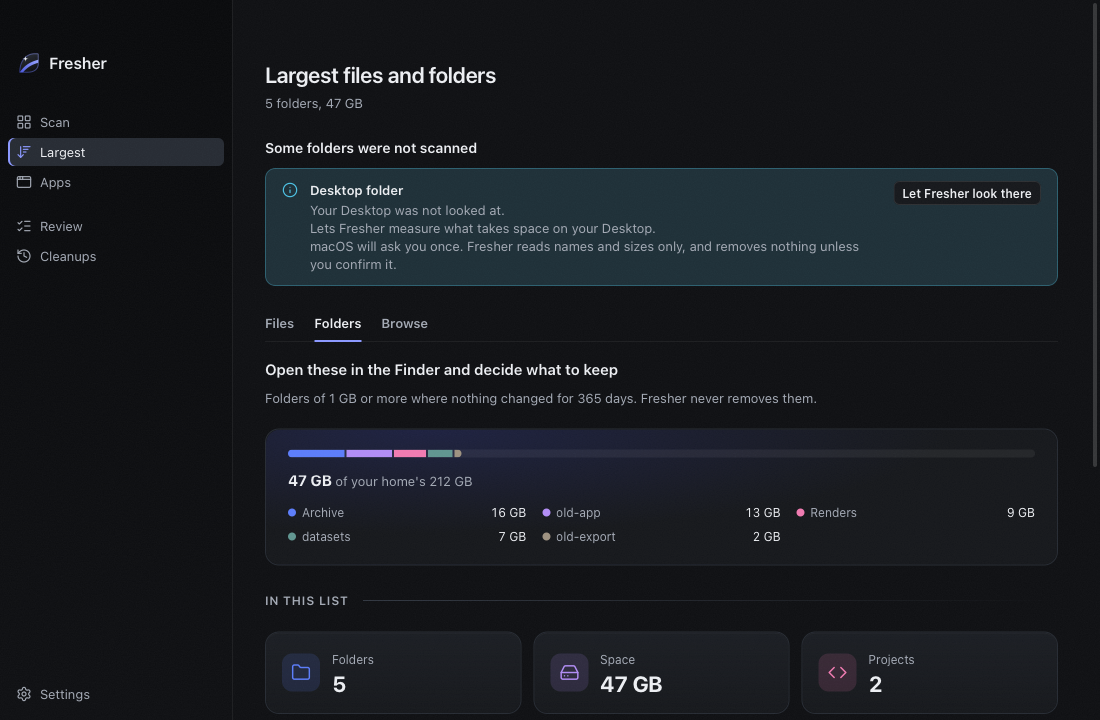 Fresher
Scan
Largest
Apps
Review
Cleanups
Settings
Largest files and folders
5 folders, 47 GB
Some folders were not scanned
Desktop folder
Let Fresher look there
Your Desktop was not looked at.
Lets Fresher measure what takes space on your Desktop.
macOS will ask you once. Fresher reads names and sizes only, and removes nothing unless
you confirm it.
Files Folders Browse
Open these in the Finder and decide what to keep
Folders of 1 GB or more where nothing changed for 365 days. Fresher never removes them.
47 GB of your home's 212 GB
Archive 16 GB old-app 13 GB Renders 9 GB
datasets 7 GB old-export 2 GB
IN THIS LIST
Folders
5
Space
47 GB
Projects
2